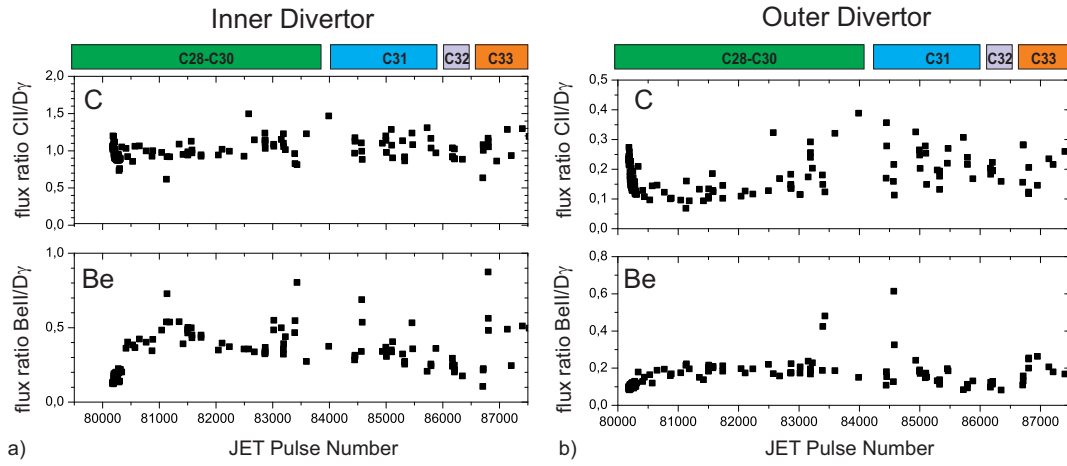 Inner Divertor
C28-C30 C31 C32 C33
2,0
1,5
1,0
0,5
0,0
flux ratio CII/Dγ
C
1,0
0,5
0,0
flux ratio BeII/Dγ
Be
80000 81000 82000 83000 84000 85000 86000 87000
a) JET Pulse Number
Outer Divertor
C28-C30 C31 C32 C33
0,5
0,4
0,3
0,2
0,1
0,0
flux ratio CII/Dγ
C
0,8
0,6
0,4
0,2
0,0
flux ratio BeII/Dγ
Be
80000 81000 82000 83000 84000 85000 86000 87000
b) JET Pulse Number